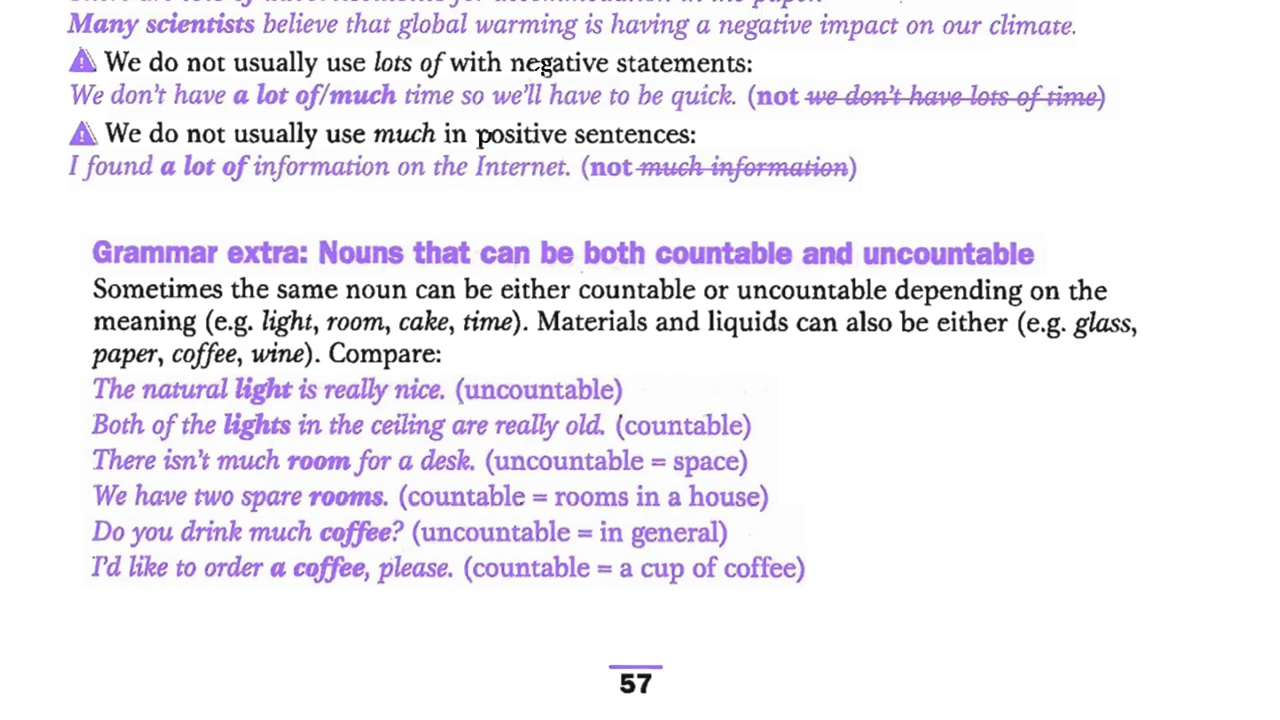 Many scientists believe that global warming is having a negative impact on our climate.
We do not usually use lots of with negative statements:
We don't have a lot of/much time so we'll have to be quick. (not we don't have lots of time)
We do not usually use much in positive sentences:
I found a lot of information on the Internet. (not much information)
Grammar extra: Nouns that can be both countable and uncountable
Sometimes the same noun can be either countable or uncountable depending on the
meaning (e.g. light, room, cake, time). Materials and liquids can also be either (e.g. glass,
paper, coffee, wine). Compare:
The natural light is really nice. (uncountable)
Both of the lights in the ceiling are really old. (countable)
There isn't much room for a desk. (uncountable = space)
We have two spare rooms. (countable = rooms in a house)
Do you drink much coffee? (uncountable = in general)
I'd like to order a coffee, please. (countable = a cup of coffee)
57